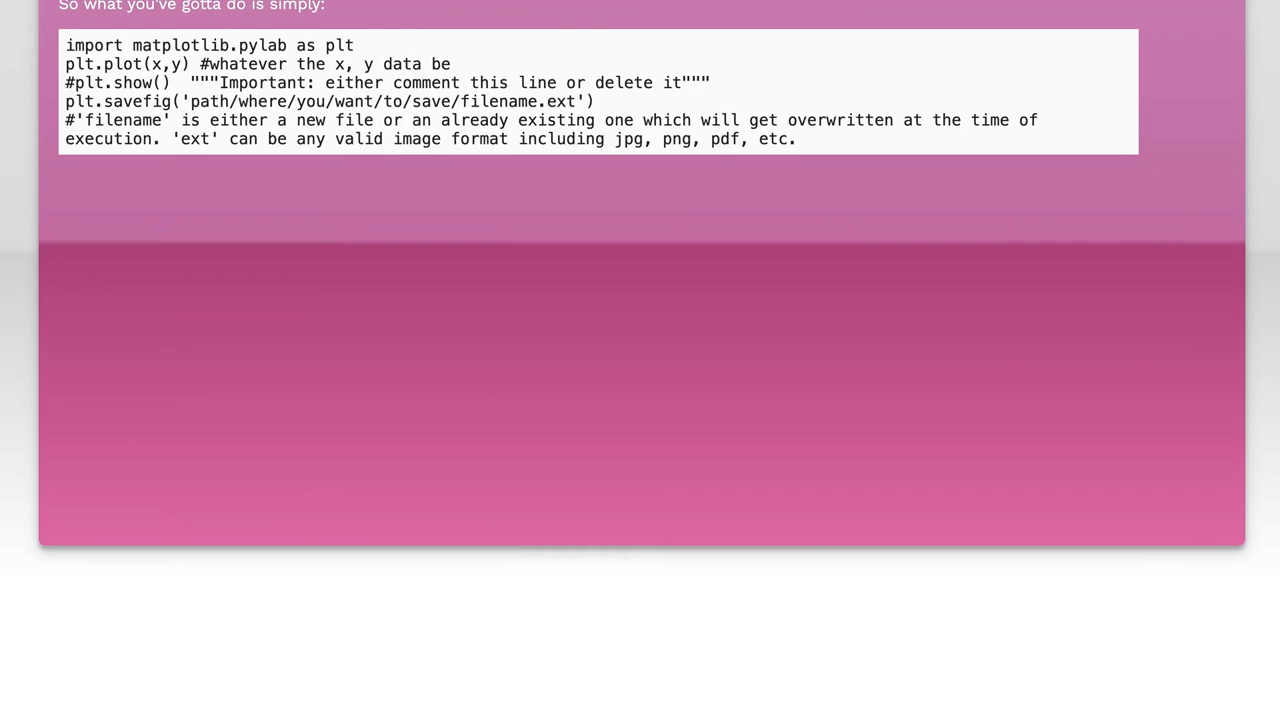 So what you've gotta do is simply:
import matplotlib.pylab as plt
plt.plot(x,y) #whatever the x, y data be
#plt.show()  """Important: either comment this line or delete it"""
plt.savefig('path/where/you/want/to/save/filename.ext')
#'filename' is either a new file or an already existing one which will get overwritten at the time of
execution. 'ext' can be any valid image format including jpg, png, pdf, etc.